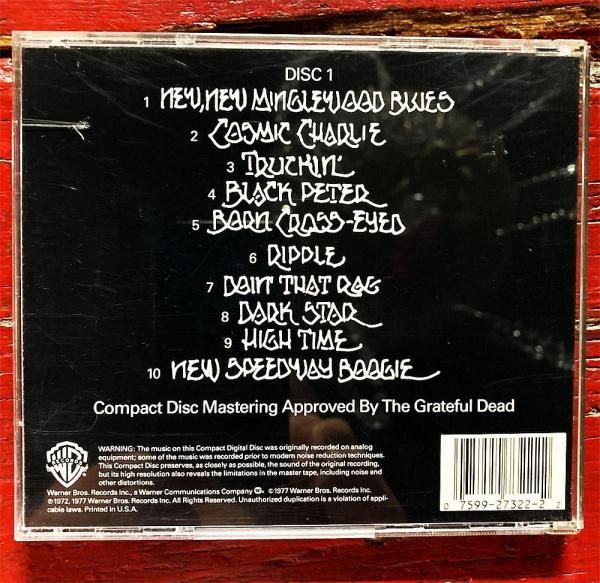 DISC 1
1 NEW, NEW MINGLEWOOD BLUES
2 COSMIC CHARLIE
3 TRUCKIN'
4 BLACK PETER
5 BORN CROSS-EYED
6 RIPPLE
7 DOIN' THAT RAG
8 DARK STAR
9 HIGH TIME
10 NEW SPEEDWAY BOOGIE
Compact Disc Mastering Approved By The Grateful Dead
WARNING: The music on this Compact Digital Disc was originally recorded on analog
equipment; some of the music was recorded prior to modern noise reduction techniques.
This Compact Disc preserves, as closely as possible, the sound of the original recording,
but its high resolution also reveals the limitations in the master tape, including noise and
other distortions.
Warner Bros. Records Inc., a Warner Communications Company ©1977 Warner Bros. Records Inc.
℗1972, 1977 Warner Bros. Records Inc. All Rights Reserved. Unauthorized duplication is a violation of appli-
cable laws. Printed in U.S.A.
WB
RECORDS
0 7599-27322-2 2